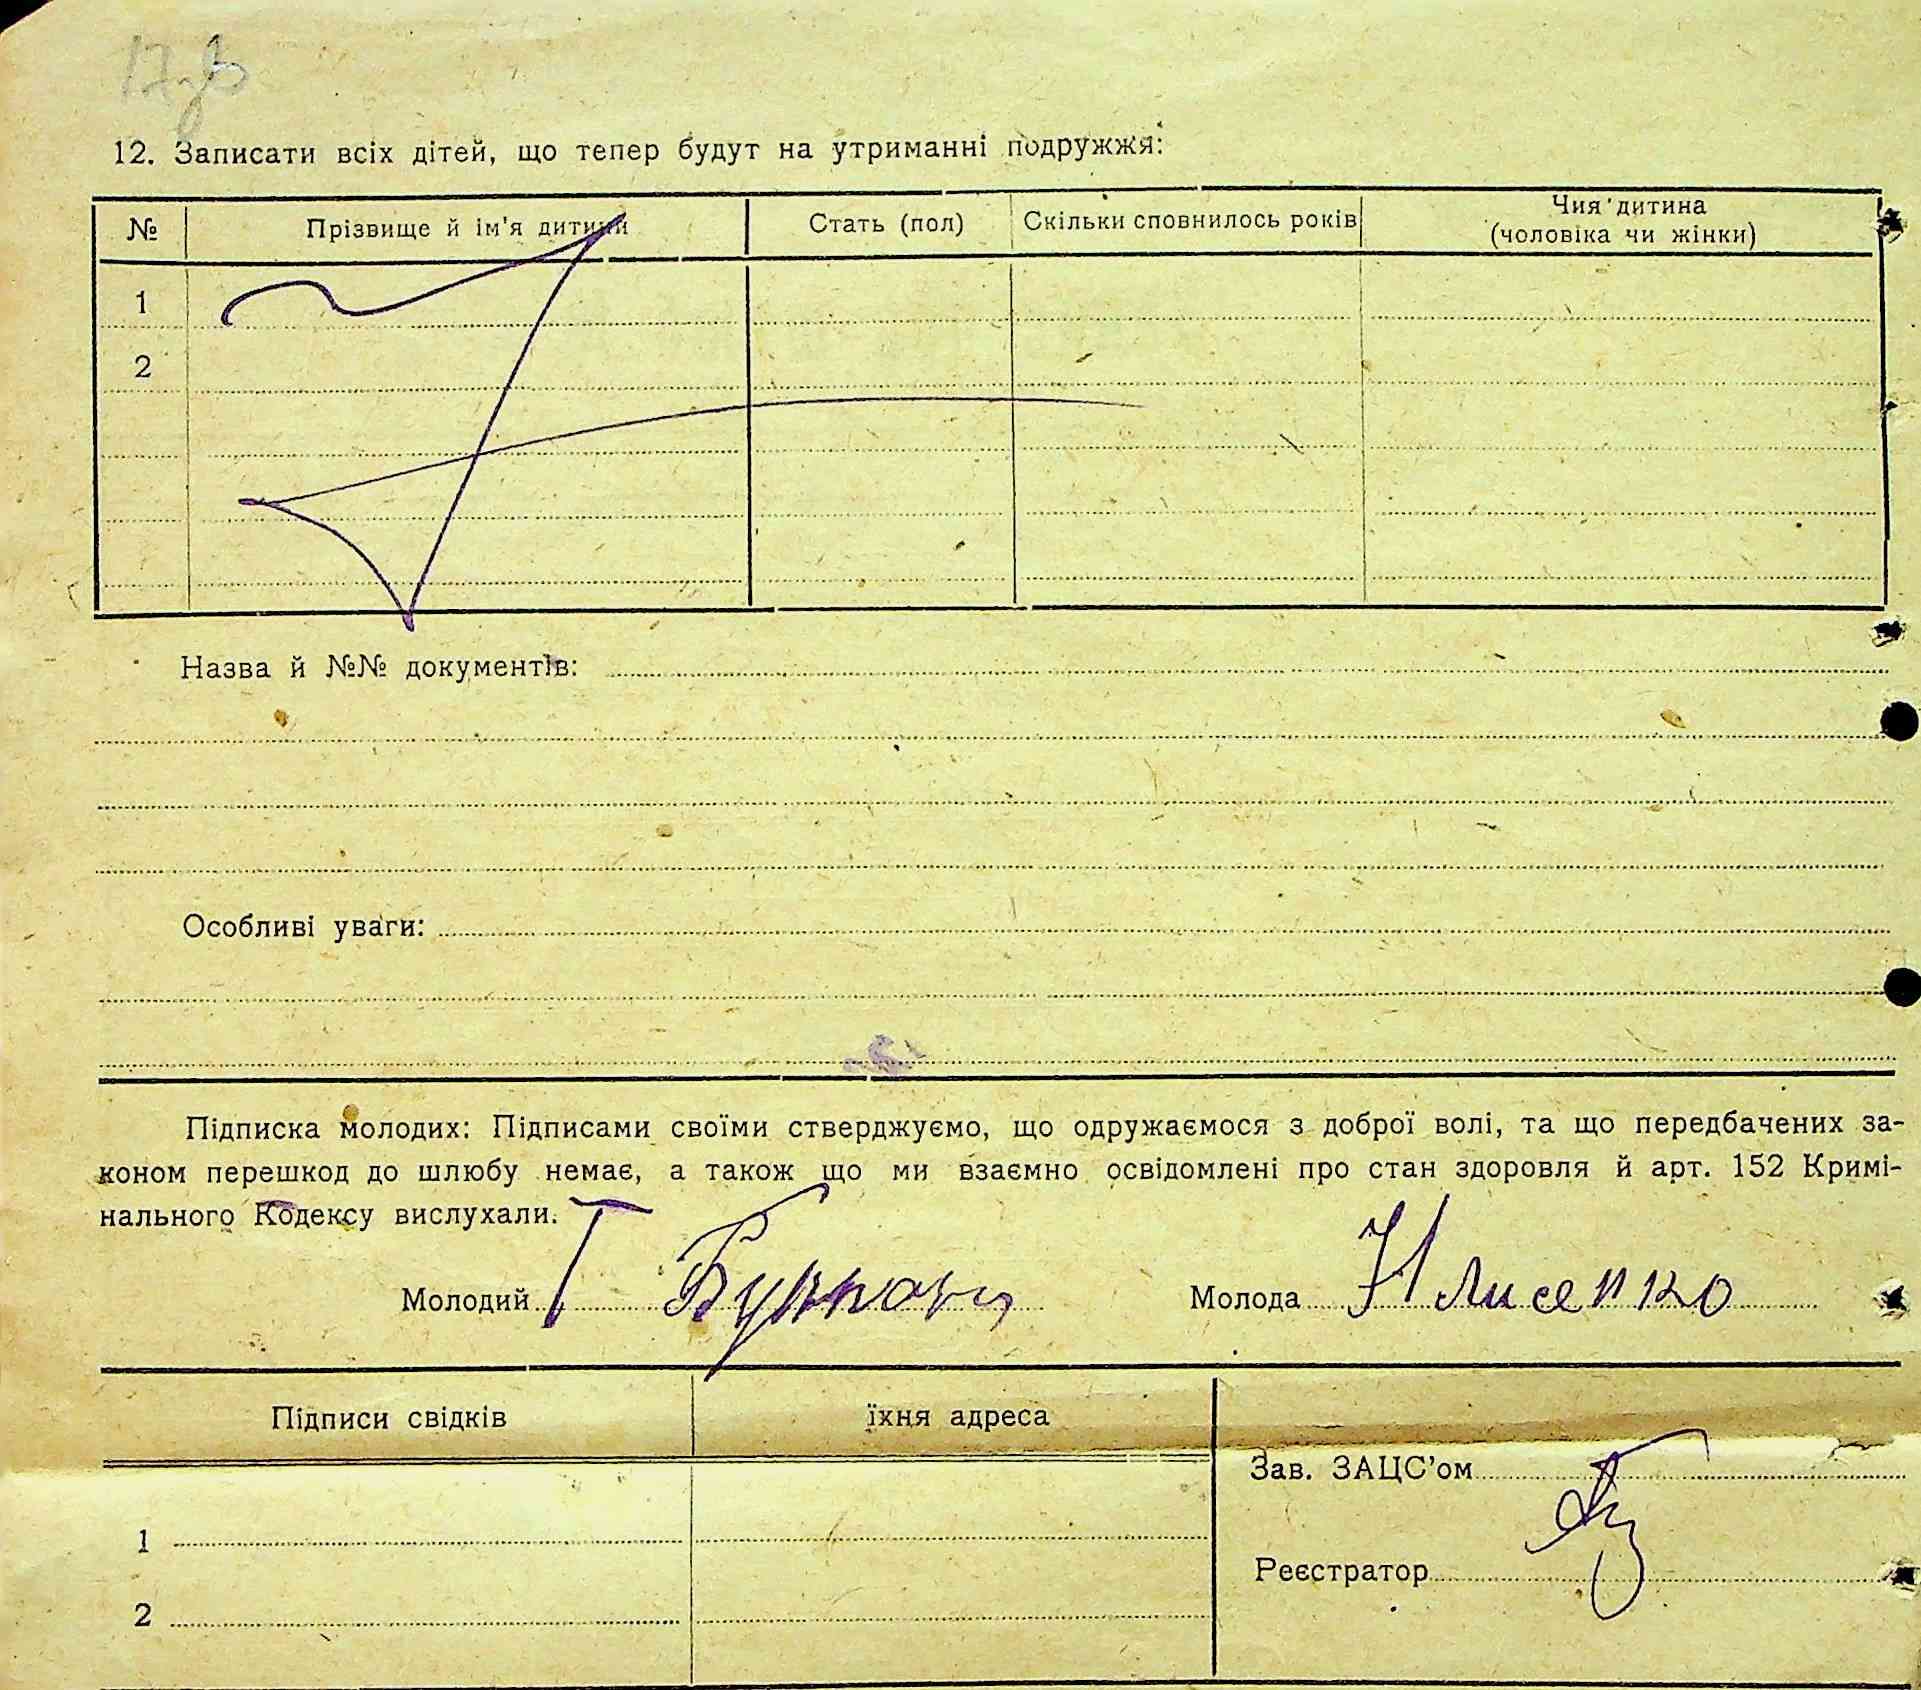 12. Записати всіх дітей, що тепер будут на утриманні подружжя:
№ Прізвище й ім'я дитини Стать (пол) Скільки сповнилось років Чия дитина (чоловіка чи жінки)
1
2
Назва й №№ документів:
Особливі уваги:
Підписка молодих: Підписами своїми стверджуємо, що одружаємося з доброї волі, та що передбачених за-
коном перешкод до шлюбу немає, а також що ми взаємно освідомлені про стан здоровля й арт. 152 Кримі-
нального Кодексу вислухали.
Молодий Молода Н Лисенко
Підписи свідків їхня адреса
Зав. ЗАЦС'ом
1
Реєстратор
2